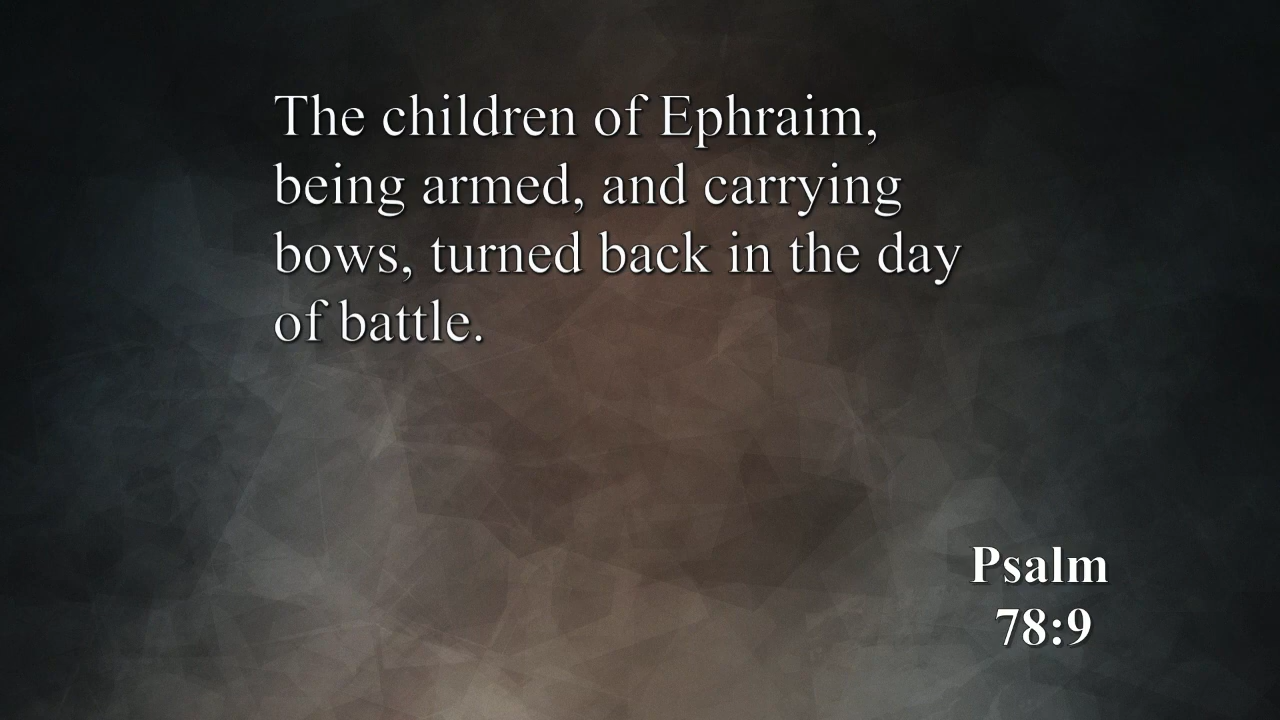 The children of Ephraim,
being armed, and carrying
bows, turned back in the day
of battle.
Psalm
78:9